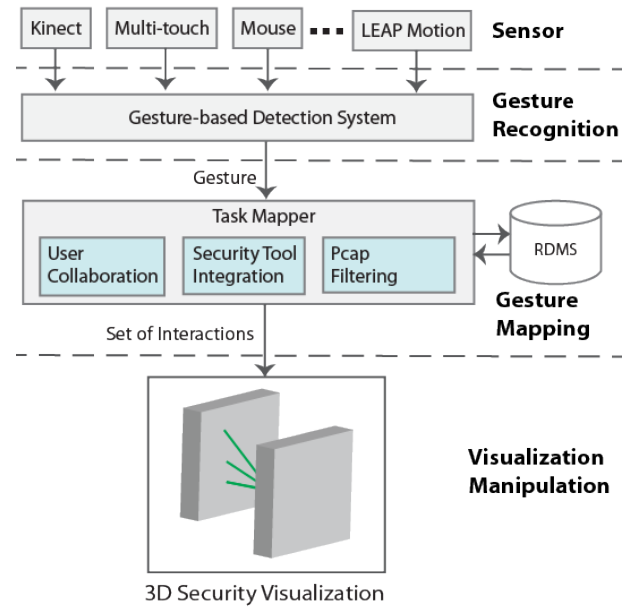 Kinect
Multi-touch
Mouse
LEAP Motion
Sensor
Gesture-based Detection System
Gesture
Recognition
Gesture
Task Mapper
User
Collaboration
Security Tool
Integration
Pcap
Filtering
RDMS
Gesture
Mapping
Set of Interactions
Visualization
Manipulation
3D Security Visualization